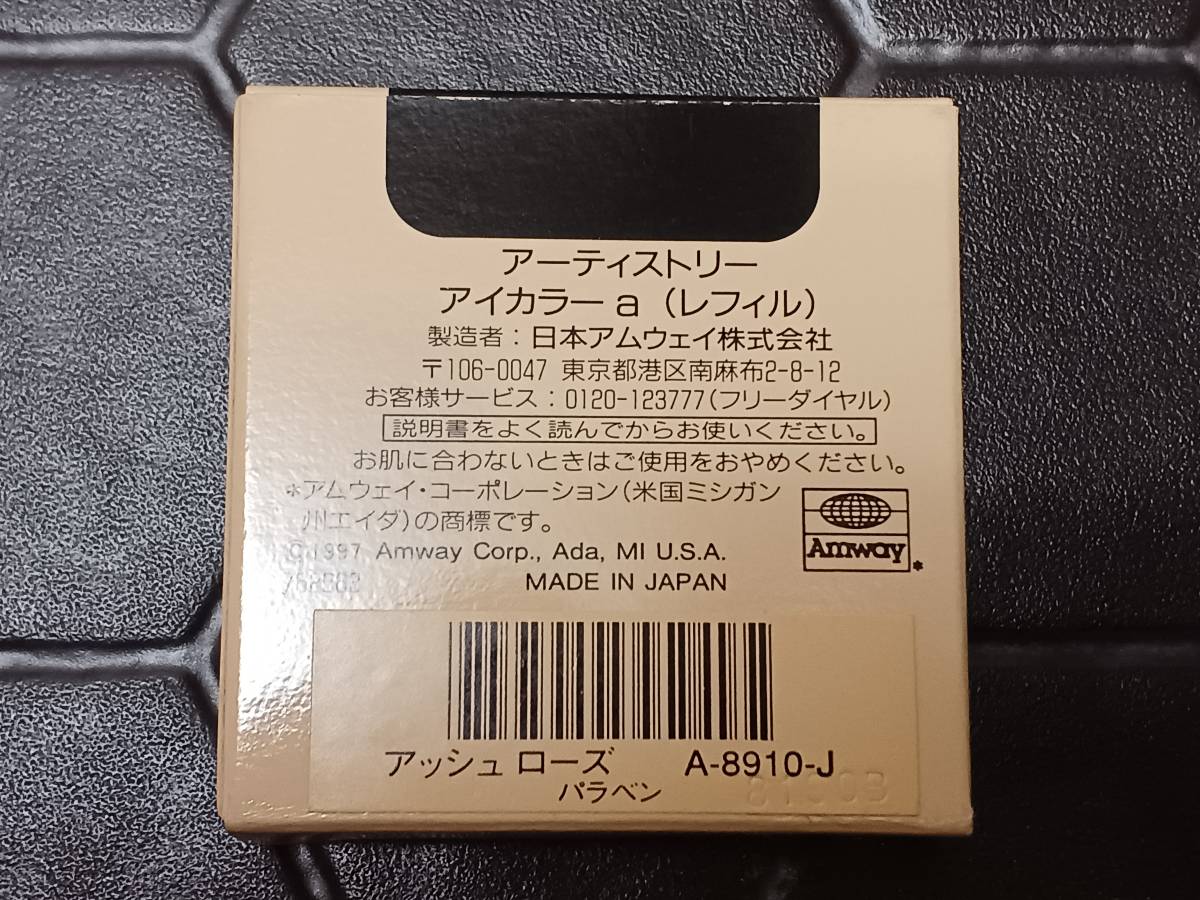 アーティストリー
アイカラー a （レフィル）
製造者：日本アムウェイ株式会社
〒106-0047 東京都港区南麻布2-8-12
お客様サービス：0120-123777（フリーダイヤル）
説明書をよく読んでからお使いください。
お肌に合わないときはご使用をおやめください。
*アムウェイ・コーポレーション（米国ミシガン
州エイダ）の商標です。
©1997 Amway Corp., Ada, MI U.S.A.
MADE IN JAPAN
Amway*
アッシュ ローズ A-8910-J
パラベン